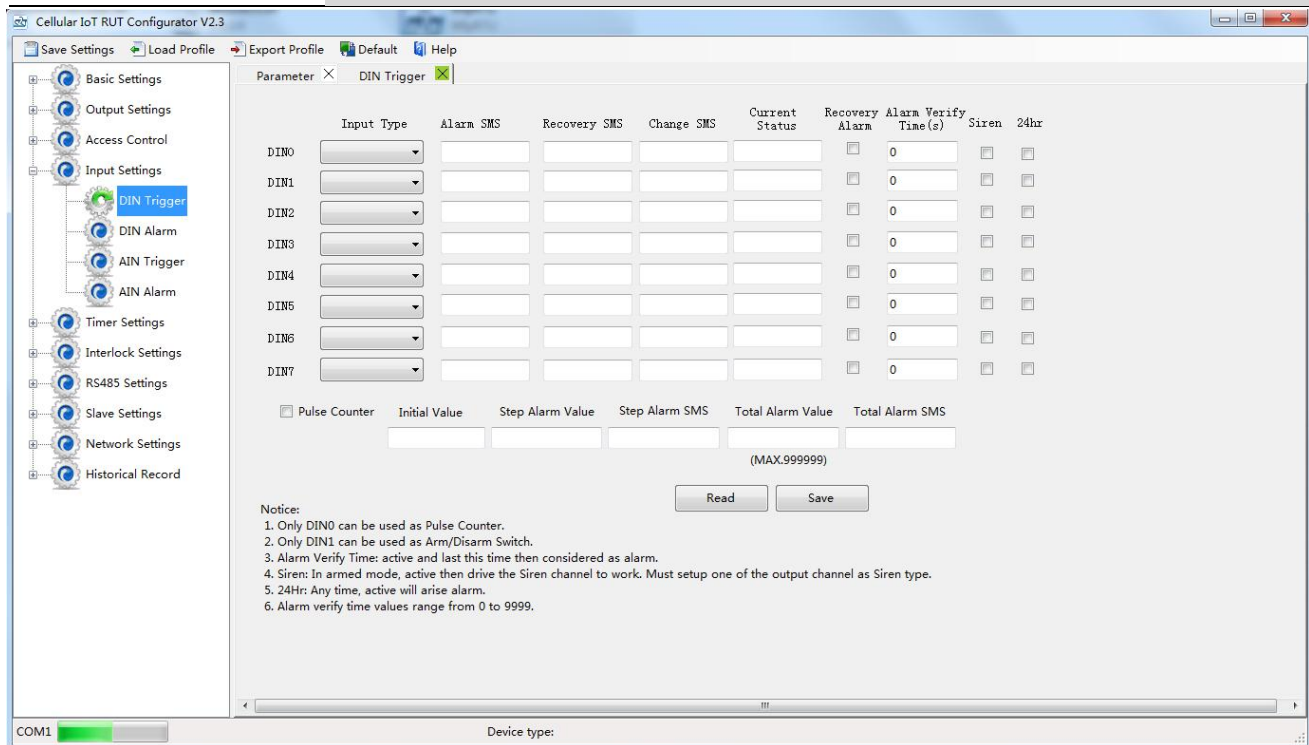 Cellular IoT RUT Configurator V2.3
Save Settings Load Profile Export Profile Default Help
Basic Settings
Output Settings
Access Control
Input Settings
DIN Trigger
DIN Alarm
AIN Trigger
AIN Alarm
Timer Settings
Interlock Settings
RS485 Settings
Slave Settings
Network Settings
Historical Record
Parameter DIN Trigger
Input Type Alarm SMS Recovery SMS Change SMS Current Status Recovery Alarm Alarm Verify Time(s) Siren 24hr
DIN0 0
DIN1 0
DIN2 0
DIN3 0
DIN4 0
DIN5 0
DIN6 0
DIN7 0
Pulse Counter Initial Value Step Alarm Value Step Alarm SMS Total Alarm Value Total Alarm SMS
(MAX.999999)
Read Save
Notice:
1. Only DIN0 can be used as Pulse Counter.
2. Only DIN1 can be used as Arm/Disarm Switch.
3. Alarm Verify Time: active and last this time then considered as alarm.
4. Siren: In armed mode, active then drive the Siren channel to work. Must setup one of the output channel as Siren type.
5. 24Hr: Any time, active will arise alarm.
6. Alarm verify time values range from 0 to 9999.
COM1 Device type: